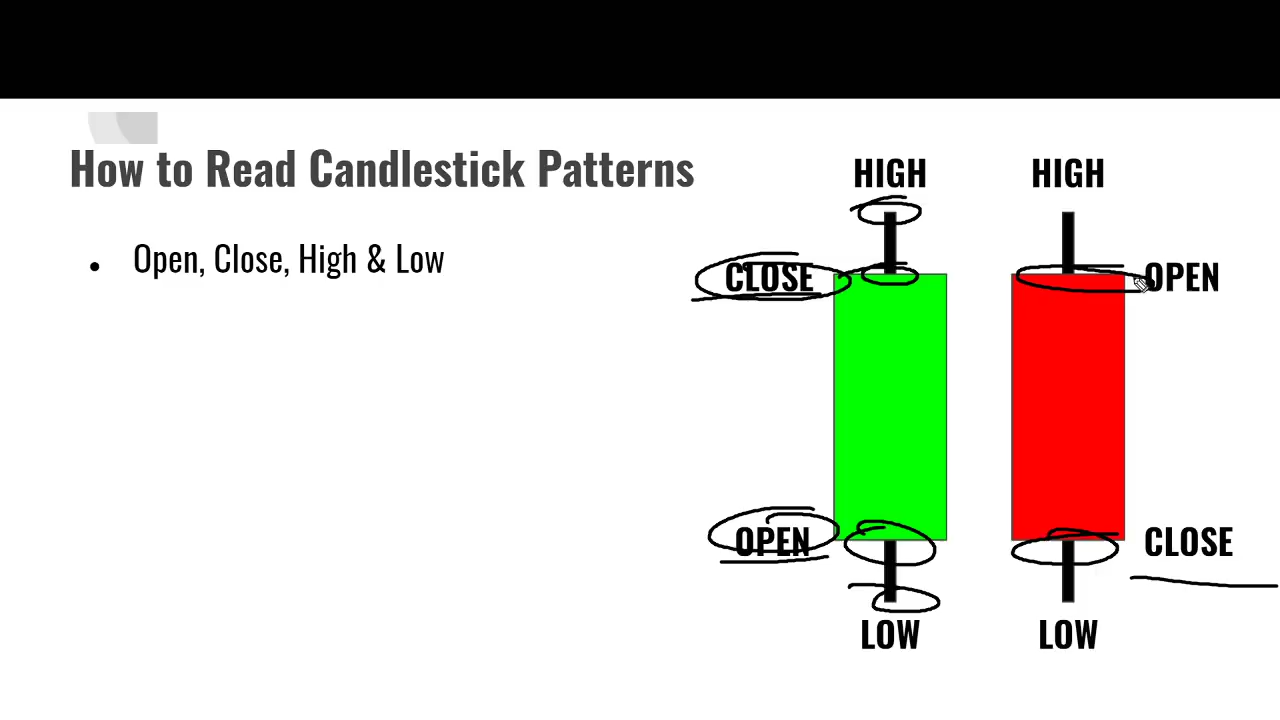 How to Read Candlestick Patterns
• Open, Close, High & Low
HIGH HIGH
CLOSE OPEN
OPEN CLOSE
LOW LOW